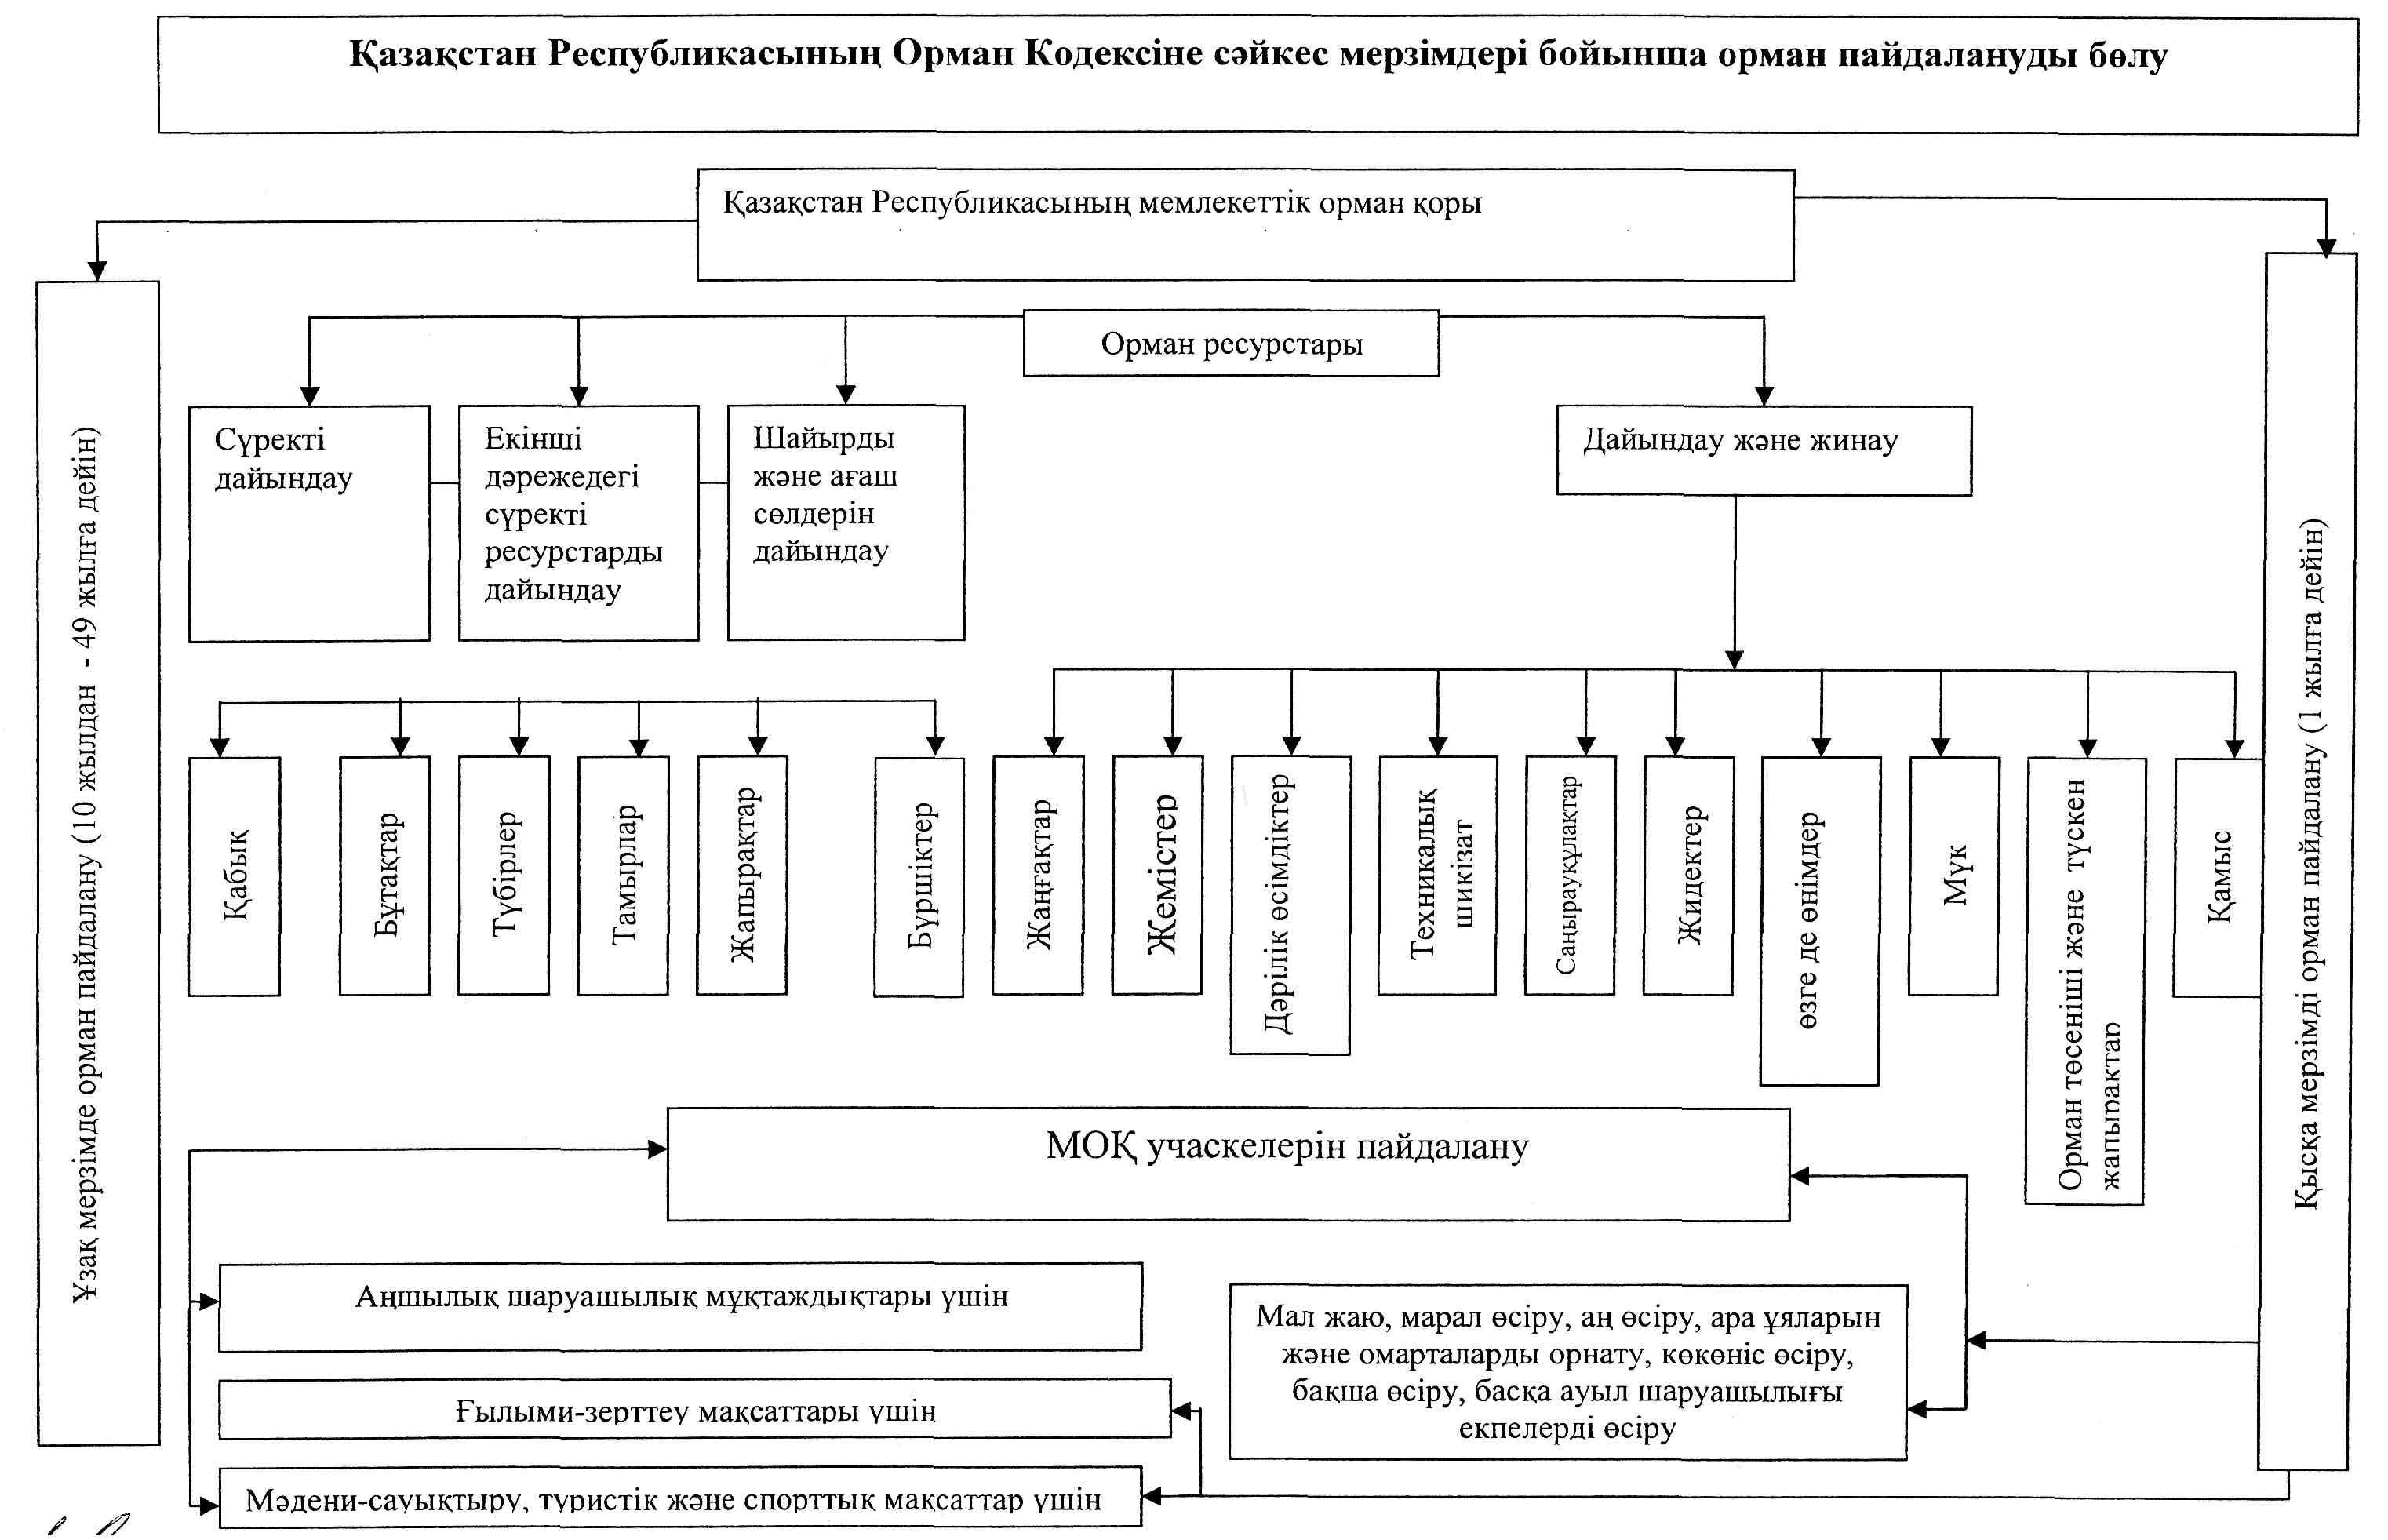 Қазақстан Республикасының Орман Кодексіне сәйкес мерзімдері бойынша орман пайдалануды бөлу
Қазақстан Республикасының мемлекеттік орман қоры
Ұзақ мерзімде орман пайдалану (10 жылдан - 49 жылға дейін)
Орман ресурстары
Сүректі
дайындау
Екінші
дәрежедегі
сүректі
ресурстарды
дайындау
Шайырды
және ағаш
сөлдерін
дайындау
Дайындау және жинау
Қысқа мерзімді орман пайдалану (1 жылға дейін)
Қабық
Бұтақтар
Түбірлер
Тамырлар
Жапырақтар
Бүршіктер
Жаңғақтар
Жемістер
Дәрілік өсімдіктер
Техникалық
шикізат
Саңырауқұлақтар
Жидектер
өзге де өнімдер
Мүк
Орман төсеніші және түскен
жапырақтар
Қамыс
МОҚ учаскелерін пайдалану
Аңшылық шаруашылық мұқтаждықтары үшін
Ғылыми-зерттеу мақсаттары үшін
Мәдени-сауықтыру, туристік және спорттық мақсаттар үшін
Мал жаю, марал өсіру, аң өсіру, ара ұяларын
және омарталарды орнату, көкөніс өсіру,
бақша өсіру, басқа ауыл шаруашылығы
екпелерді өсіру